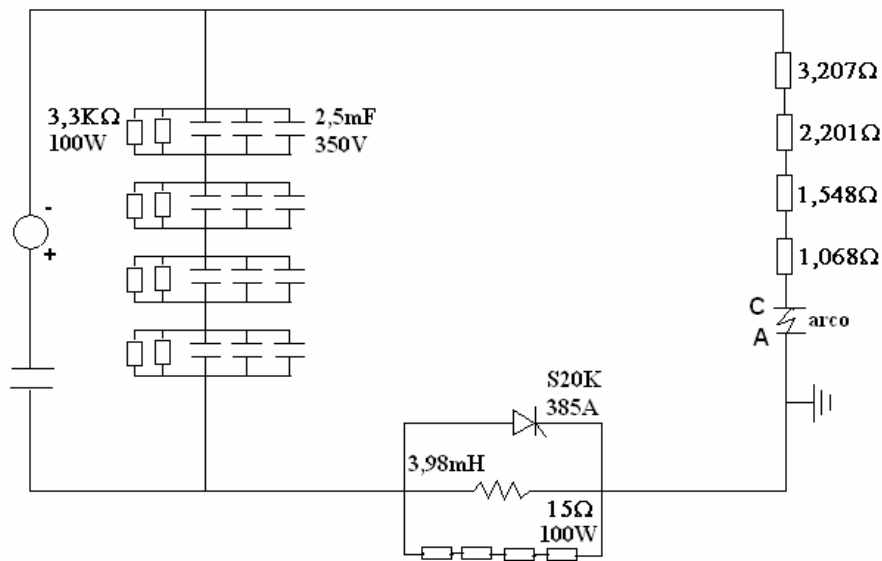 3,207Ω
3,3KΩ
100W
2,5mF
350V
2,201Ω
1,548Ω
-
+
1,068Ω
C
A
arco
S20K
385A
3,98mH
15Ω
100W